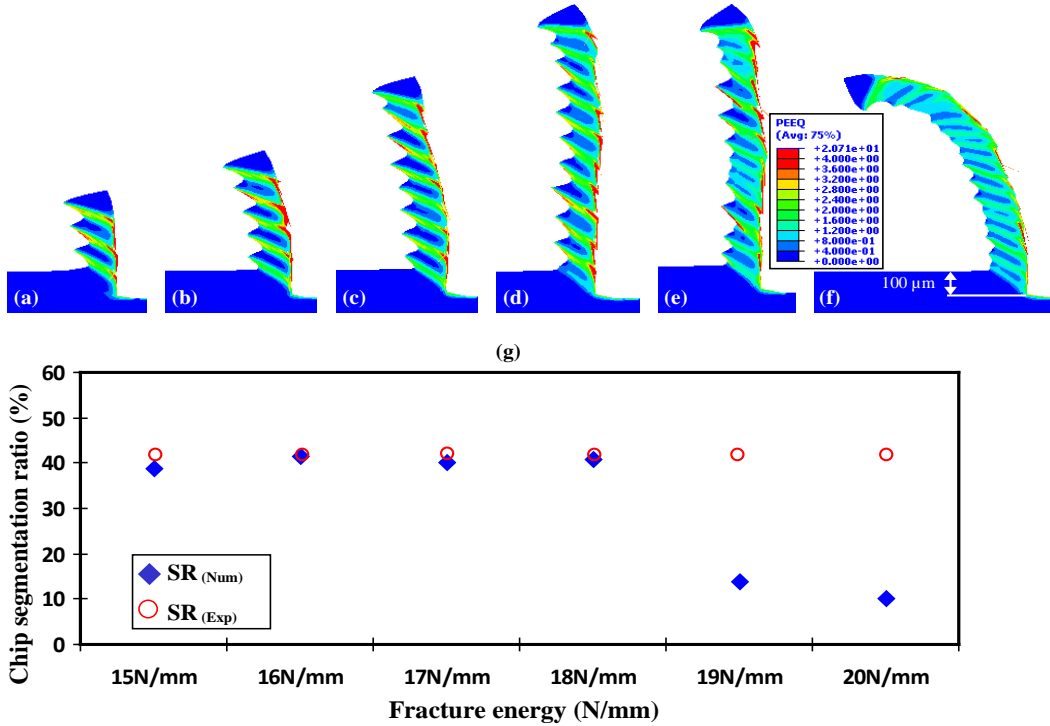 PEEQ
(Avg: 75%)
+2.071e+01
+4.000e+00
+3.600e+00
+3.200e+00
+2.800e+00
+2.400e+00
+2.000e+00
+1.600e+00
+1.200e+00
+8.000e-01
+4.000e-01
+0.000e+00
(a) (b) (c) (d) (e) (f)
100 µm
(g)
Chip segmentation ratio (%)
60
50
40
30
20
10
0
SR (Num)
SR (Exp)
15N/mm 16N/mm 17N/mm 18N/mm 19N/mm 20N/mm
Fracture energy (N/mm)